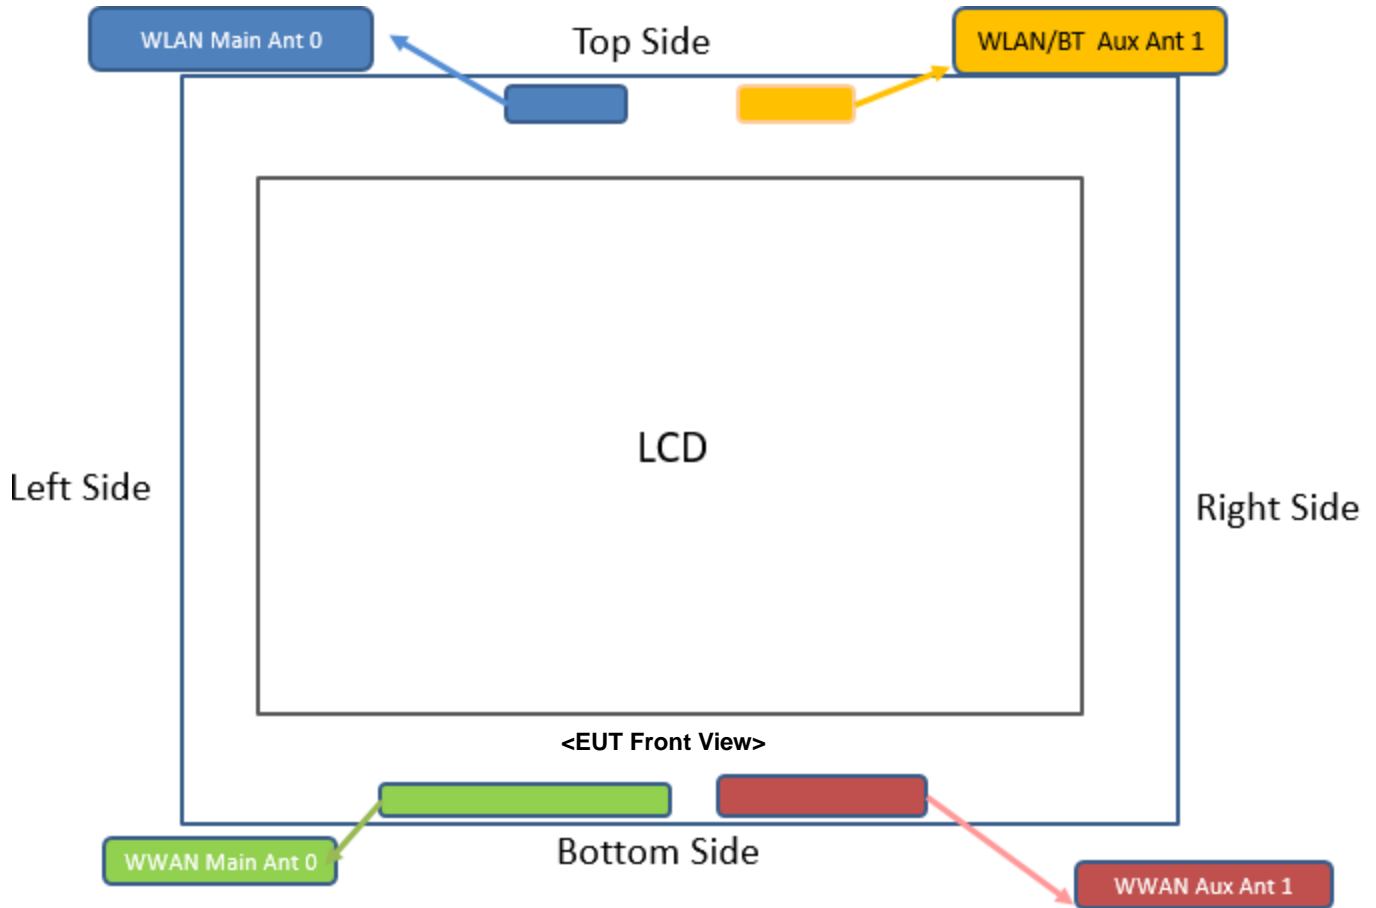 WLAN Main Ant 0
Top Side
WLAN/BT  Aux Ant 1
LCD
Left Side
Right Side
<EUT Front View>
WWAN Main Ant 0
Bottom Side
WWAN Aux Ant 1